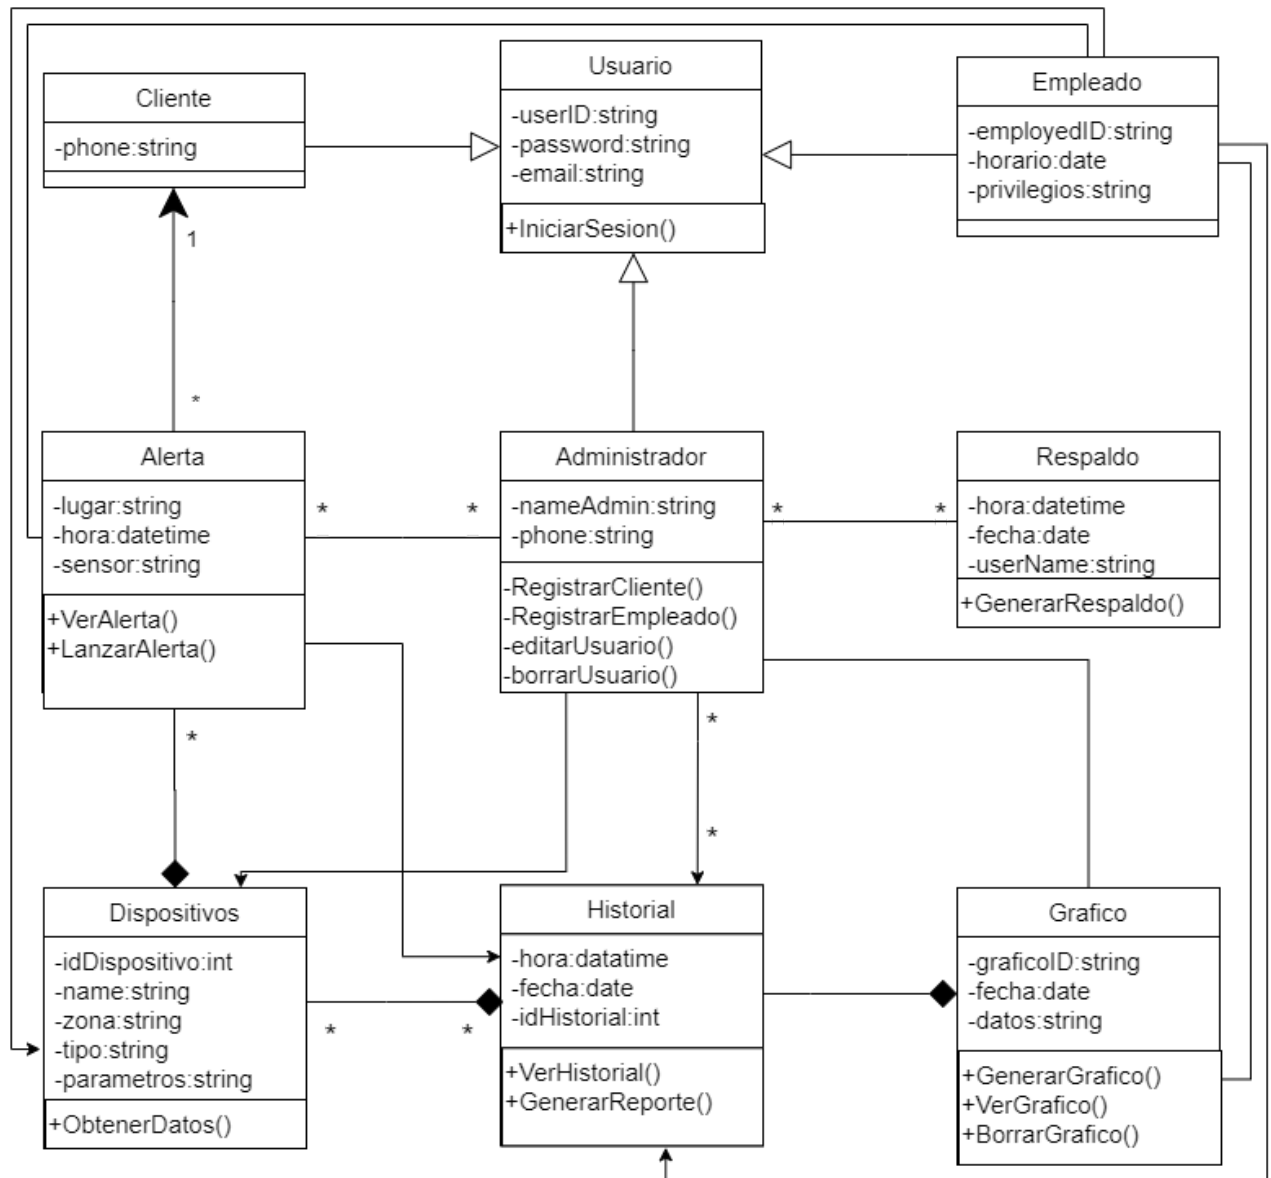 Cliente
-phone:string
Usuario
-userID:string
-password:string
-email:string
+IniciarSesion()
Empleado
-employedID:string
-horario:date
-privilegios:string
1
*
Alerta
-lugar:string
-hora:datetime
-sensor:string
+VerAlerta()
+LanzarAlerta()
*
*
Administrador
-nameAdmin:string
-phone:string
-RegistrarCliente()
-RegistrarEmpleado()
-editarUsuario()
-borrarUsuario()
*
*
Respaldo
-hora:datetime
-fecha:date
-userName:string
+GenerarRespaldo()
*
*
*
Dispositivos
-idDispositivo:int
-name:string
-zona:string
-tipo:string
-parametros:string
+ObtenerDatos()
*
*
Historial
-hora:datatime
-fecha:date
-idHistorial:int
+VerHistorial()
+GenerarReporte()
Grafico
-graficoID:string
-fecha:date
-datos:string
+GenerarGrafico()
+VerGrafico()
+BorrarGrafico()